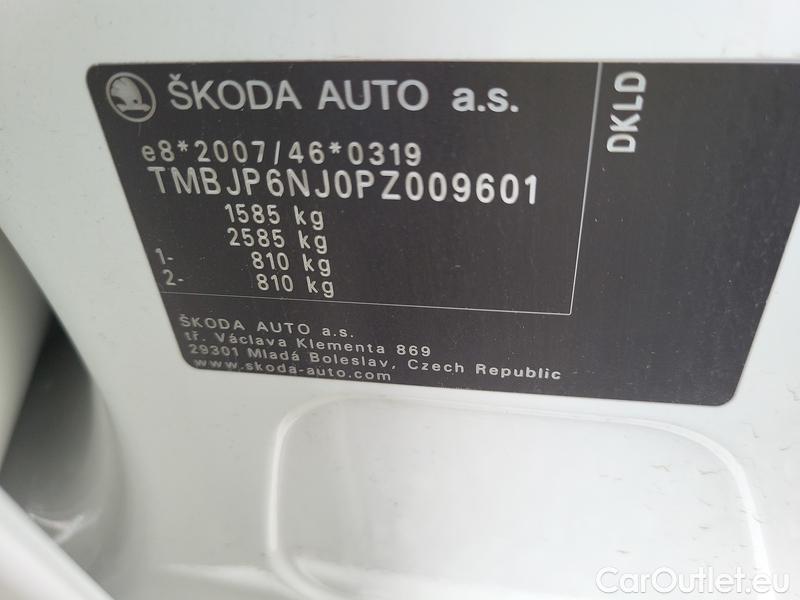 ŠKODA AUTO a.s.
DKLD
e8*2007/46*0319
TMBJP6NJ0PZ009601
1585 kg
2585 kg
1- 810 kg
2- 810 kg
ŠKODA AUTO a.s.
tř. Václava Klementa 869
29301 Mladá Boleslav, Czech Republic
www.skoda-auto.com
CarOutlet.eu